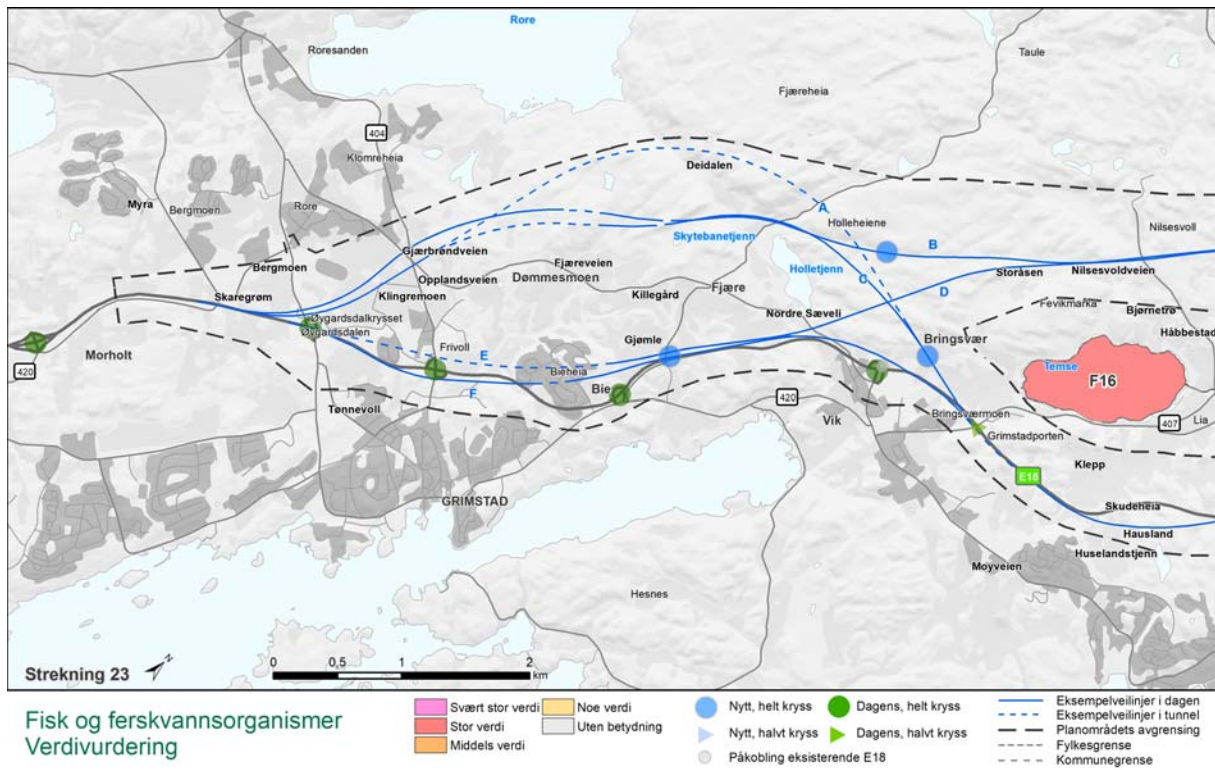 Rore
Taule
Roresanden
Fjæreheia
404
Klomreheia
Deidalen
Myra
Bergmoen
Rore
A
Holleheiene
B
Nilsesvoll
Skytebanetjenn
Gjærbrøndveien
Bergmoen
Opplandsveien
Fjæreveien
Dømmesmoen
Holletjenn
C
Storåsen
Nilsesvoldveien
Skaregrøm
Klingremoen
Killegård
Fjære
D
Fevikmarka
Bjørnetrø
Øygardsdalkrysset
Øygardsdalen
Nordre Sæveli
Håbbestad
Morholt
Frivoll
E
Gjømle
Bringsvær
Temse
420
Bieheia
F16
F
Bie
Tønnevoll
420
Vik
Bringsværmoen
Lia
407
Grimstadporten
Klepp
GRIMSTAD
E18
Skudeheia
Hausland
Huselandstjenn
Moyveien
Hesnes
Strekning 23
N
0 0,5 1 2
km
Fisk og ferskvannsorganismer
Verdivurdering
Svært stor verdi
Stor verdi
Middels verdi
Noe verdi
Uten betydning
Nytt, helt kryss
Dagens, helt kryss
Nytt, halvt kryss
Dagens, halvt kryss
Påkobling eksisterende E18
Eksempelveilinjer i dagen
Eksempelveilinjer i tunnel
Planområdets avgrensing
Fylkesgrense
Kommunegrense